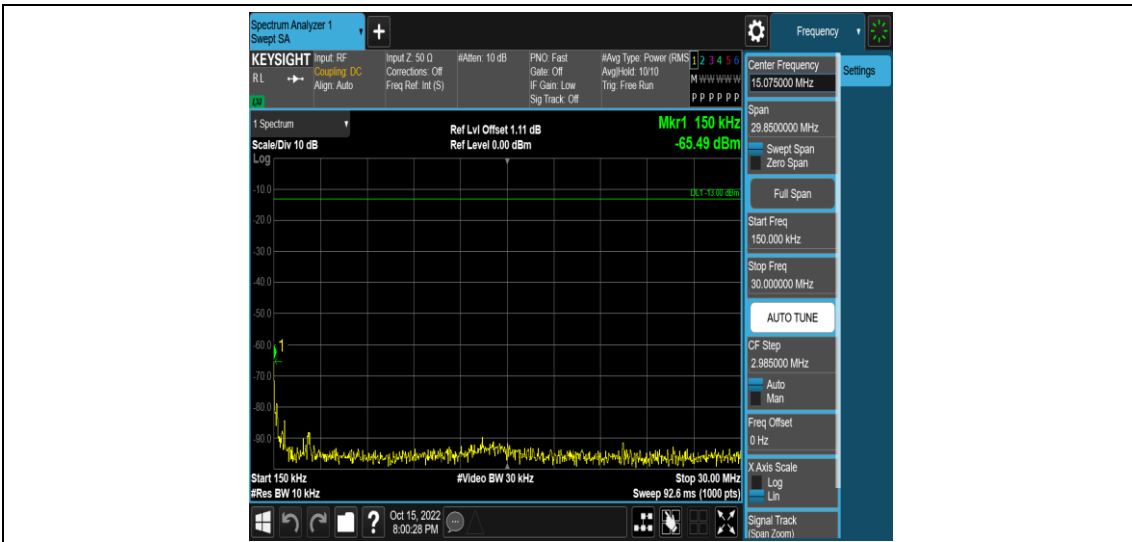 Spectrum Analyzer 1
Swept SA
Frequency
KEYSIGHT
RL
LNI
Input: RF
Coupling: DC
Align: Auto
Input Z: 50 Ω
Corrections: Off
Freq Ref: Int (S)
#Atten: 10 dB
PNO: Fast
Gate: Off
IF Gain: Low
Sig Track: Off
#Avg Type: Power (RMS
Avg|Hold: 10/10
Trig: Free Run
1 2 3 4 5 6
M W W W W W
P P P P P P
Center Frequency
15.075000 MHz
Settings
1 Spectrum
Scale/Div 10 dB
Log
Ref Lvl Offset 1.11 dB
Ref Level 0.00 dBm
Mkr1 150 kHz
-65.49 dBm
Span
29.8500000 MHz
Swept Span
Zero Span
Full Span
Start Freq
150.000 kHz
Stop Freq
30.000000 MHz
AUTO TUNE
CF Step
2.985000 MHz
Auto
Man
Freq Offset
0 Hz
X Axis Scale
Log
Lin
Signal Track
(Span Zoom)
DL1 -13.00 dBm
-10.0
-20.0
-30.0
-40.0
-50.0
-60.0
1
-70.0
-80.0
-90.0
Start 150 kHz
#Video BW 30 kHz
Stop 30.00 MHz
#Res BW 10 kHz
Sweep 92.6 ms (1000 pts)
?
Oct 15, 2022
8:00:28 PM